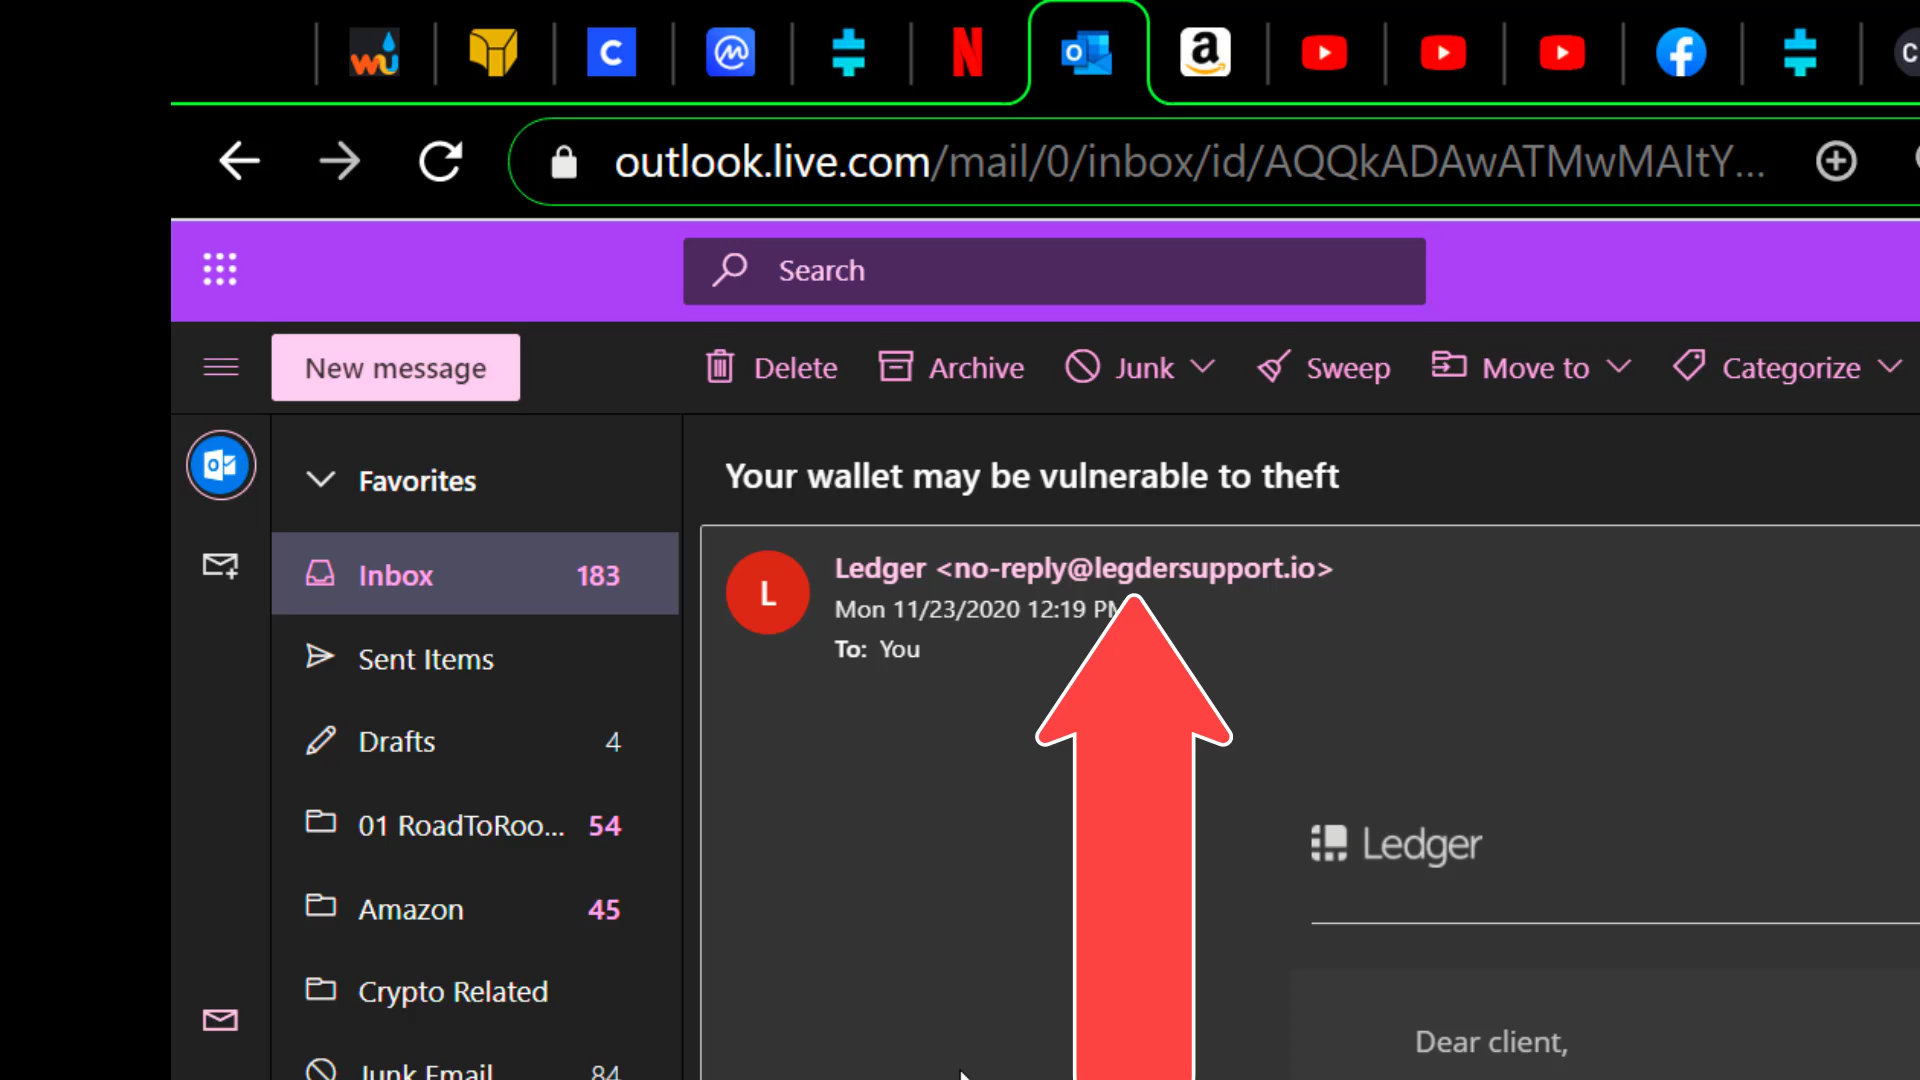 outlook.live.com/mail/0/inbox/id/AQQkADAwATMwMAItY...
Search
New message
Delete
Archive
Junk
Sweep
Move to
Categorize
Favorites
Your wallet may be vulnerable to theft
Inbox 183
L
Ledger <no-reply@legdersupport.io>
Mon 11/23/2020 12:19 PM
To: You
Sent Items
Drafts 4
01 RoadToRoo... 54
Ledger
Amazon 45
Crypto Related
Dear client,
Junk Email 84